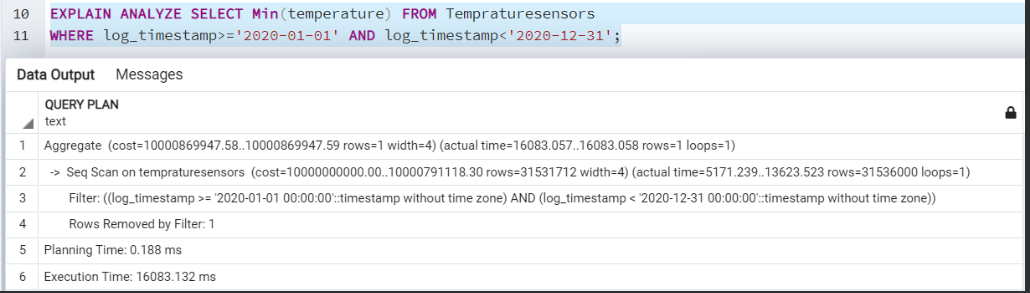 10 EXPLAIN ANALYZE SELECT Min(temperature) FROM Tempraturesensors
11 WHERE log_timestamp>='2020-01-01' AND log_timestamp<'2020-12-31';
Data Output Messages
QUERY PLAN
text
1 Aggregate (cost=10000869947.58..10000869947.59 rows=1 width=4) (actual time=16083.057..16083.058 rows=1 loops=1)
2 -> Seq Scan on tempraturesensors (cost=10000000000.00..10000791118.30 rows=31531712 width=4) (actual time=5171.239..13623.523 rows=31536000 loops=1)
3 Filter: ((log_timestamp >= '2020-01-01 00:00:00'::timestamp without time zone) AND (log_timestamp < '2020-12-31 00:00:00'::timestamp without time zone))
4 Rows Removed by Filter: 1
5 Planning Time: 0.188 ms
6 Execution Time: 16083.132 ms